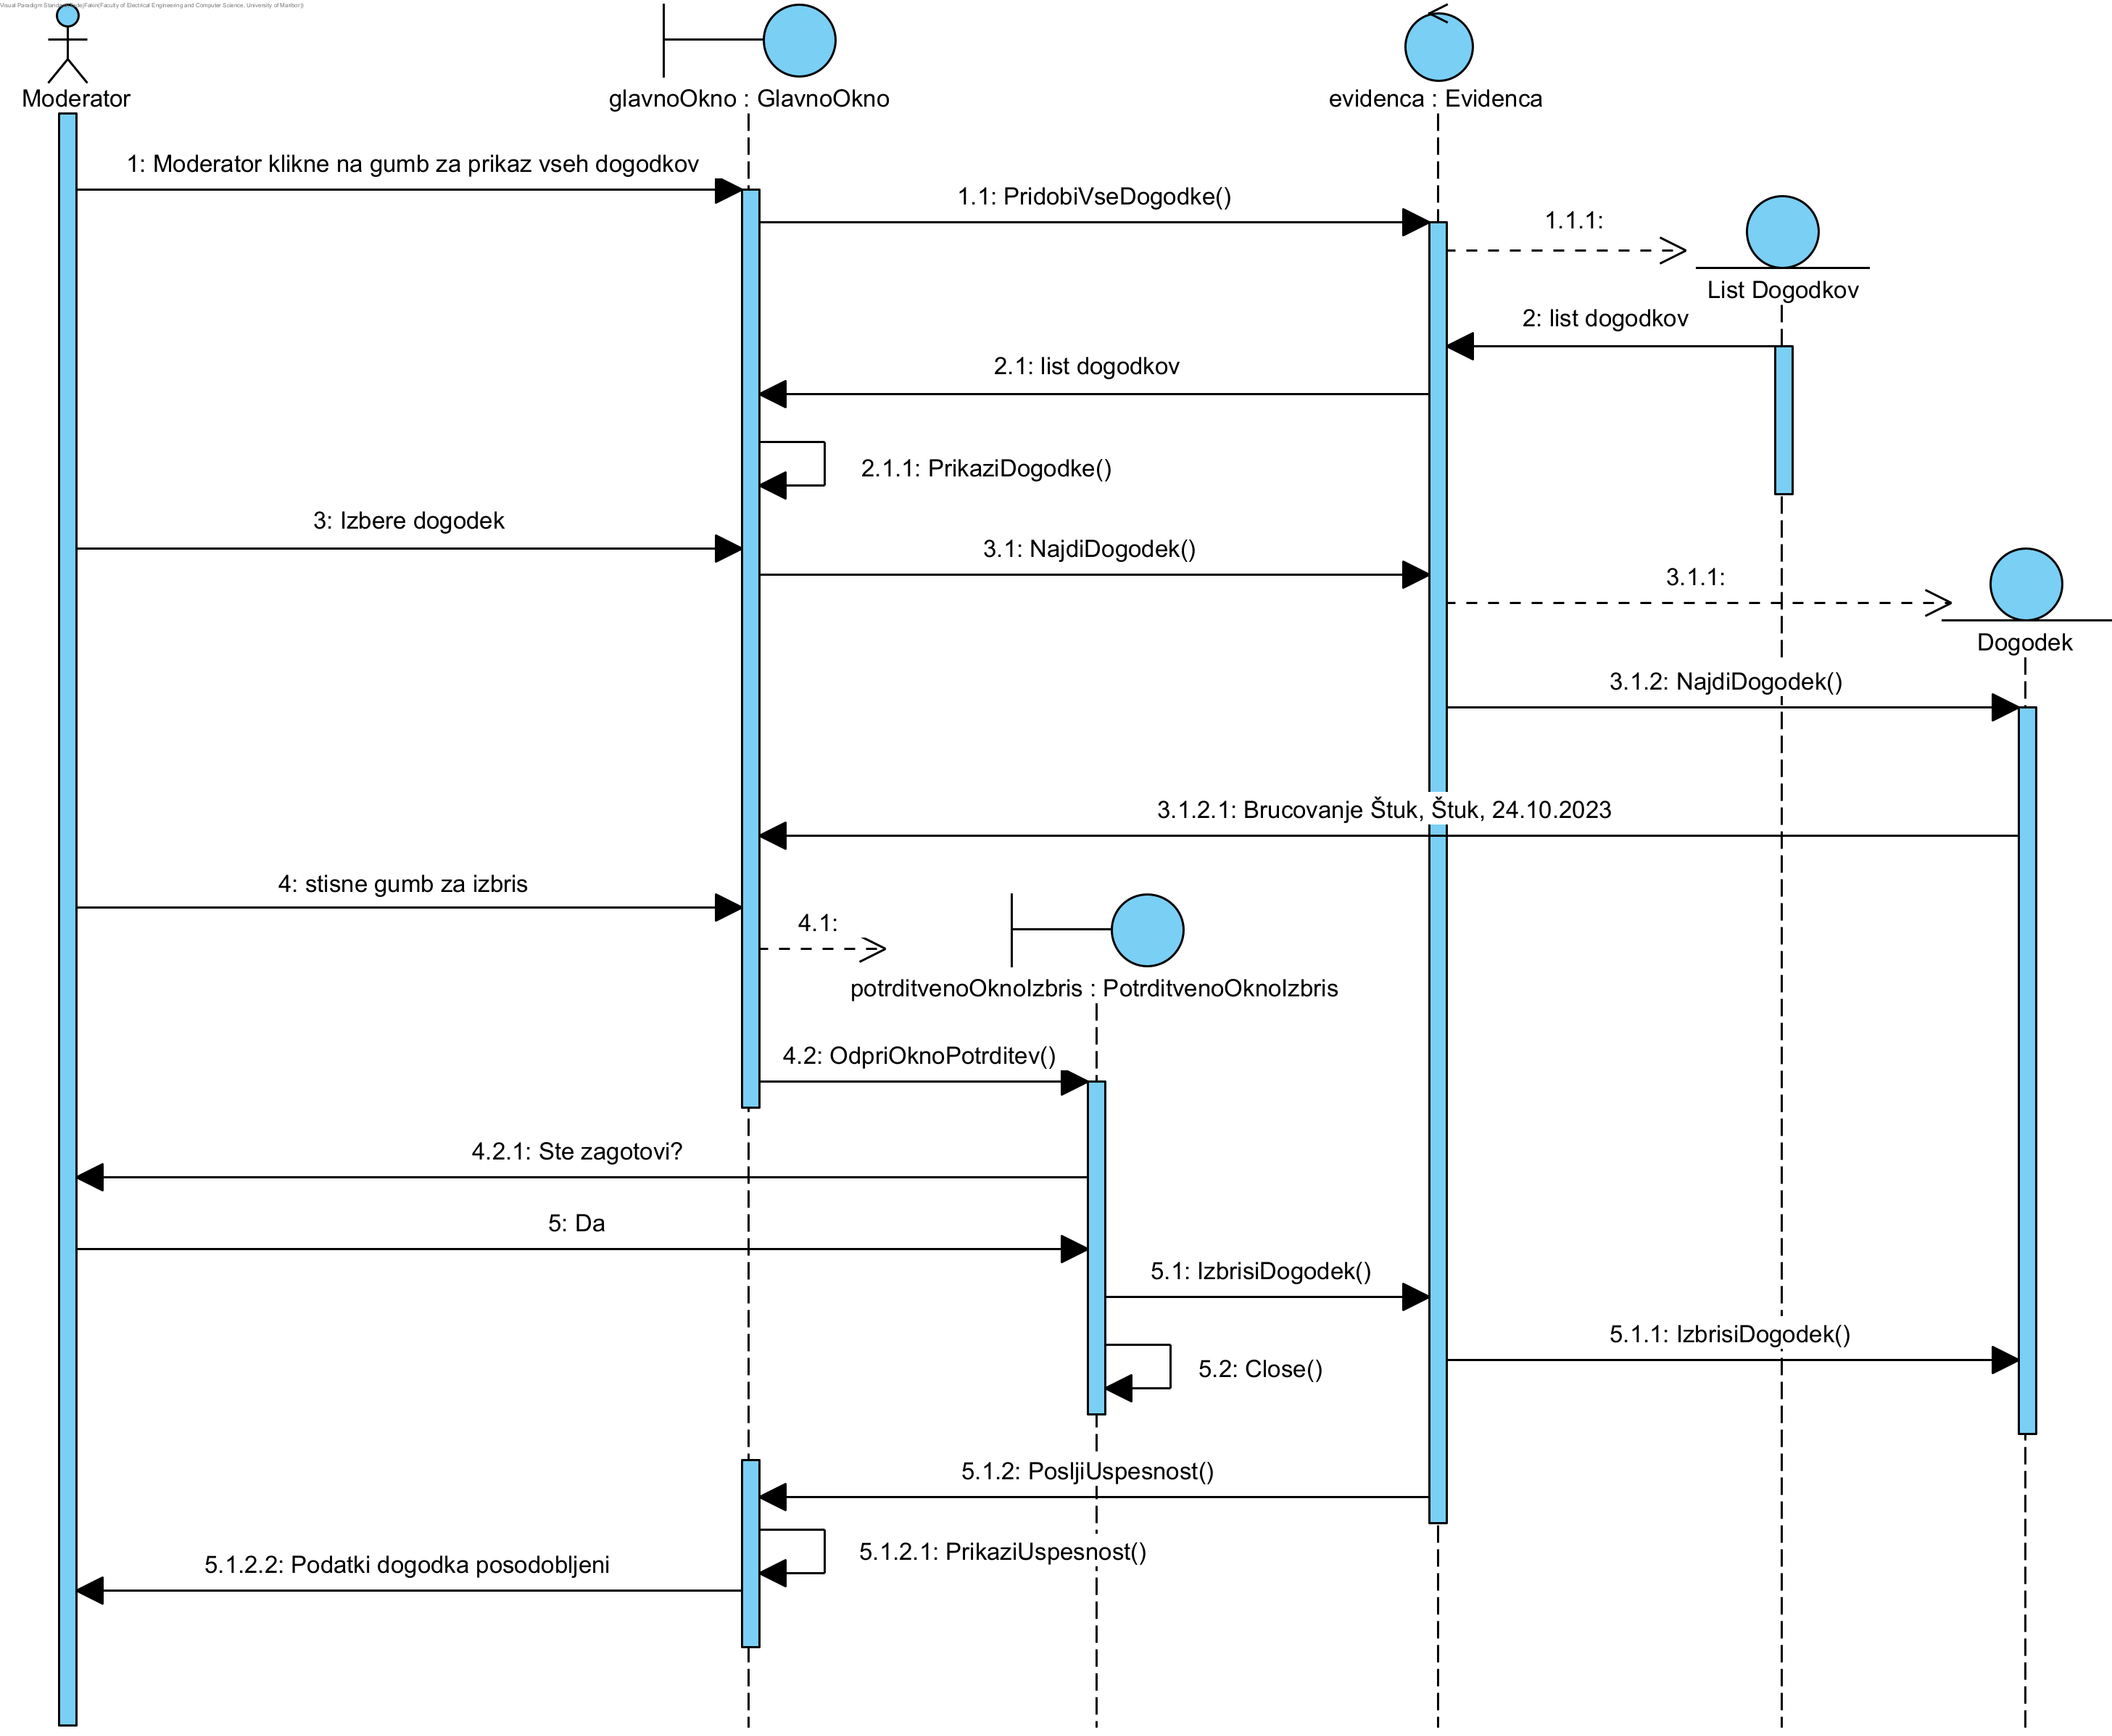 Visual Paradigm Standard
(Faculty of Electrical Engineering and Computer Science, University of Maribor)
Moderator
glavnoOkno : GlavnoOkno
evidenca : Evidenca
1: Moderator klikne na gumb za prikaz vseh dogodkov
1.1: PridobiVseDogodke()
1.1.1:
List Dogodkov
2: list dogodkov
2.1: list dogodkov
2.1.1: PrikaziDogodke()
3: Izbere dogodek
3.1: NajdiDogodek()
3.1.1:
Dogodek
3.1.2: NajdiDogodek()
3.1.2.1: Brucovanje Štuk, Štuk, 24.10.2023
4: stisne gumb za izbris
4.1:
potrditvenoOknoIzbris : PotrditvenoOknoIzbris
4.2: OdpriOknoPotrditev()
4.2.1: Ste zagotovi?
5: Da
5.1: IzbrisiDogodek()
5.1.1: IzbrisiDogodek()
5.2: Close()
5.1.2: PosljiUspesnost()
5.1.2.1: PrikaziUspesnost()
5.1.2.2: Podatki dogodka posodobljeni